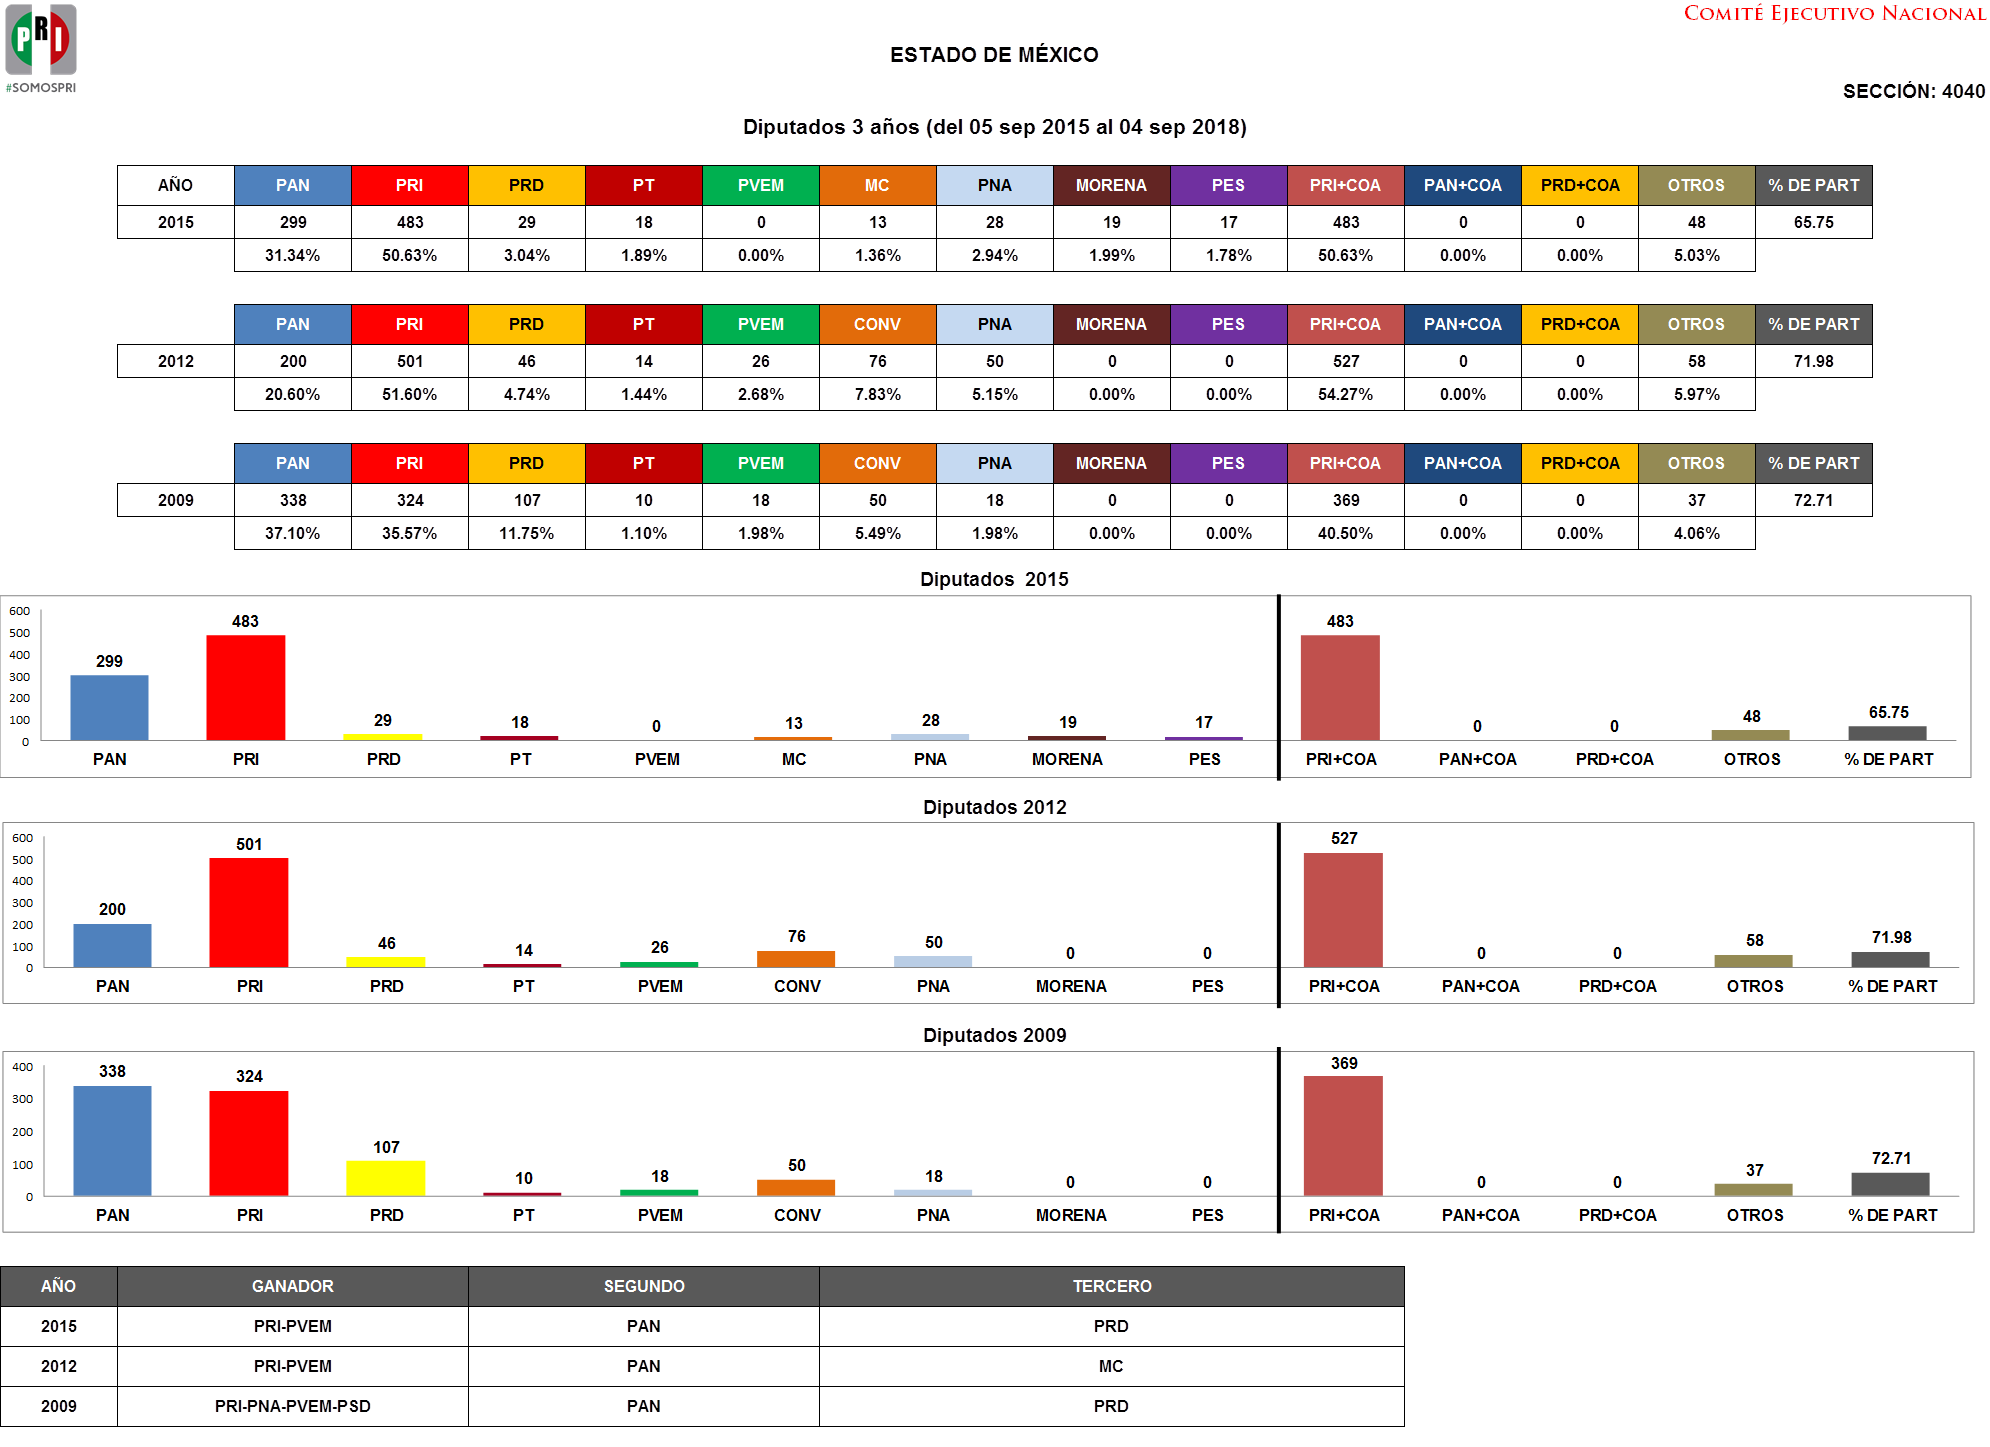 PRI
#SOMOSPRI
COMITÉ EJECUTIVO NACIONAL
ESTADO DE MÉXICO
SECCIÓN: 4040
Diputados 3 años (del 05 sep 2015 al 04 sep 2018)
AÑO PAN PRI PRD PT PVEM MC PNA MORENA PES PRI+COA PAN+COA PRD+COA OTROS % DE PART
2015 299 483 29 18 0 13 28 19 17 483 0 0 48 65.75
31.34% 50.63% 3.04% 1.89% 0.00% 1.36% 2.94% 1.99% 1.78% 50.63% 0.00% 0.00% 5.03%
PAN PRI PRD PT PVEM CONV PNA MORENA PES PRI+COA PAN+COA PRD+COA OTROS % DE PART
2012 200 501 46 14 26 76 50 0 0 527 0 0 58 71.98
20.60% 51.60% 4.74% 1.44% 2.68% 7.83% 5.15% 0.00% 0.00% 54.27% 0.00% 0.00% 5.97%
PAN PRI PRD PT PVEM CONV PNA MORENA PES PRI+COA PAN+COA PRD+COA OTROS % DE PART
2009 338 324 107 10 18 50 18 0 0 369 0 0 37 72.71
37.10% 35.57% 11.75% 1.10% 1.98% 5.49% 1.98% 0.00% 0.00% 40.50% 0.00% 0.00% 4.06%
Diputados 2015
600
500
400
300
200
100
0
299 483 29 18 0 13 28 19 17 483 0 0 48 65.75
PAN PRI PRD PT PVEM MC PNA MORENA PES PRI+COA PAN+COA PRD+COA OTROS % DE PART
Diputados 2012
600
500
400
300
200
100
0
200 501 46 14 26 76 50 0 0 527 0 0 58 71.98
PAN PRI PRD PT PVEM CONV PNA MORENA PES PRI+COA PAN+COA PRD+COA OTROS % DE PART
Diputados 2009
400
300
200
100
0
338 324 107 10 18 50 18 0 0 369 0 0 37 72.71
PAN PRI PRD PT PVEM CONV PNA MORENA PES PRI+COA PAN+COA PRD+COA OTROS % DE PART
AÑO GANADOR SEGUNDO TERCERO
2015 PRI-PVEM PAN PRD
2012 PRI-PVEM PAN MC
2009 PRI-PNA-PVEM-PSD PAN PRD